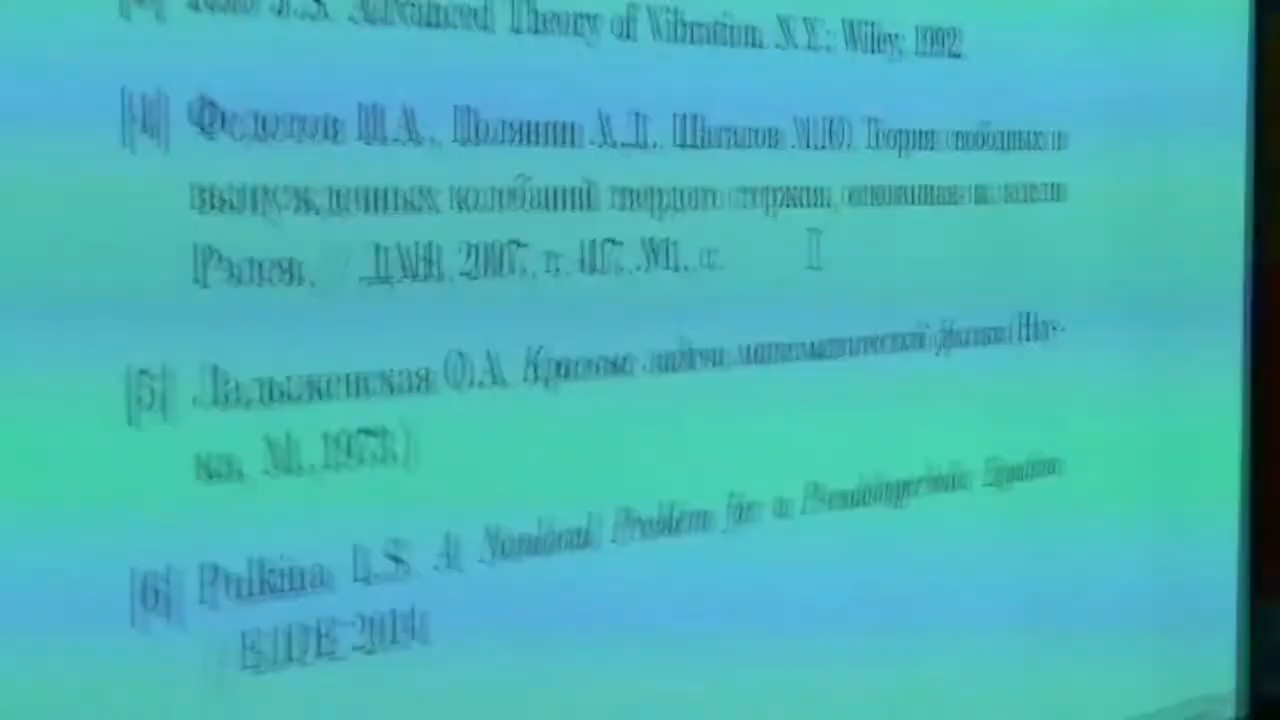 [3] Rao J.S. Advanced Theory of Vibration. N.Y.: Wiley, 1992.
[4] Федотов И.А., Полянин А.Д., Шаталов М.Ю. Теория свободных и
вынужденных колебаний твердого стержня, основанная на модели
Рэлея. // ДАН, 2007, т. 417, №1, с.
[5] Ладыженская О.А. Краевые задачи математической физики (Нау-
ка, М., 1973.)
[6] Pulkina L.S. A Nonlocal Problem for a Pseudohyperbolic Equation.
// EJDE 2014